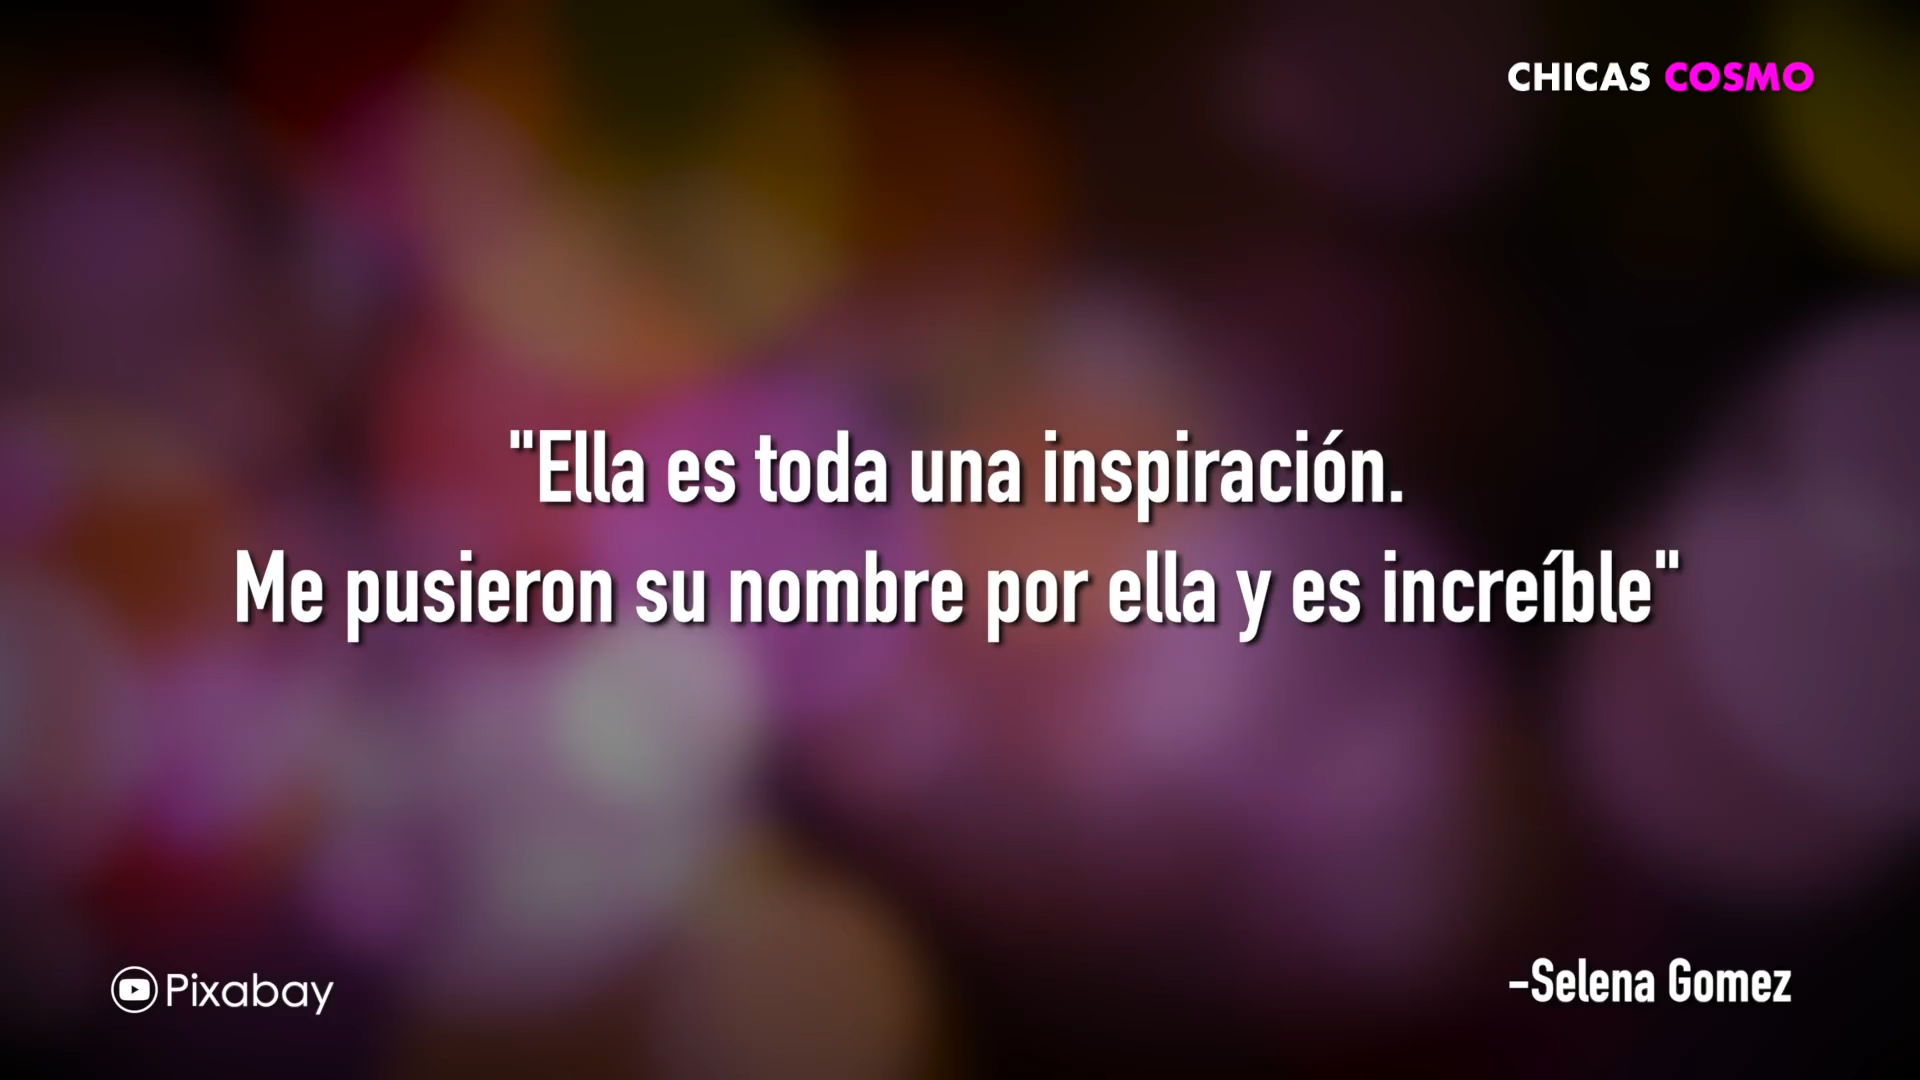 CHICAS COSMO
"Ella es toda una inspiración.
Me pusieron su nombre por ella y es increíble"
Pixabay
-Selena Gomez